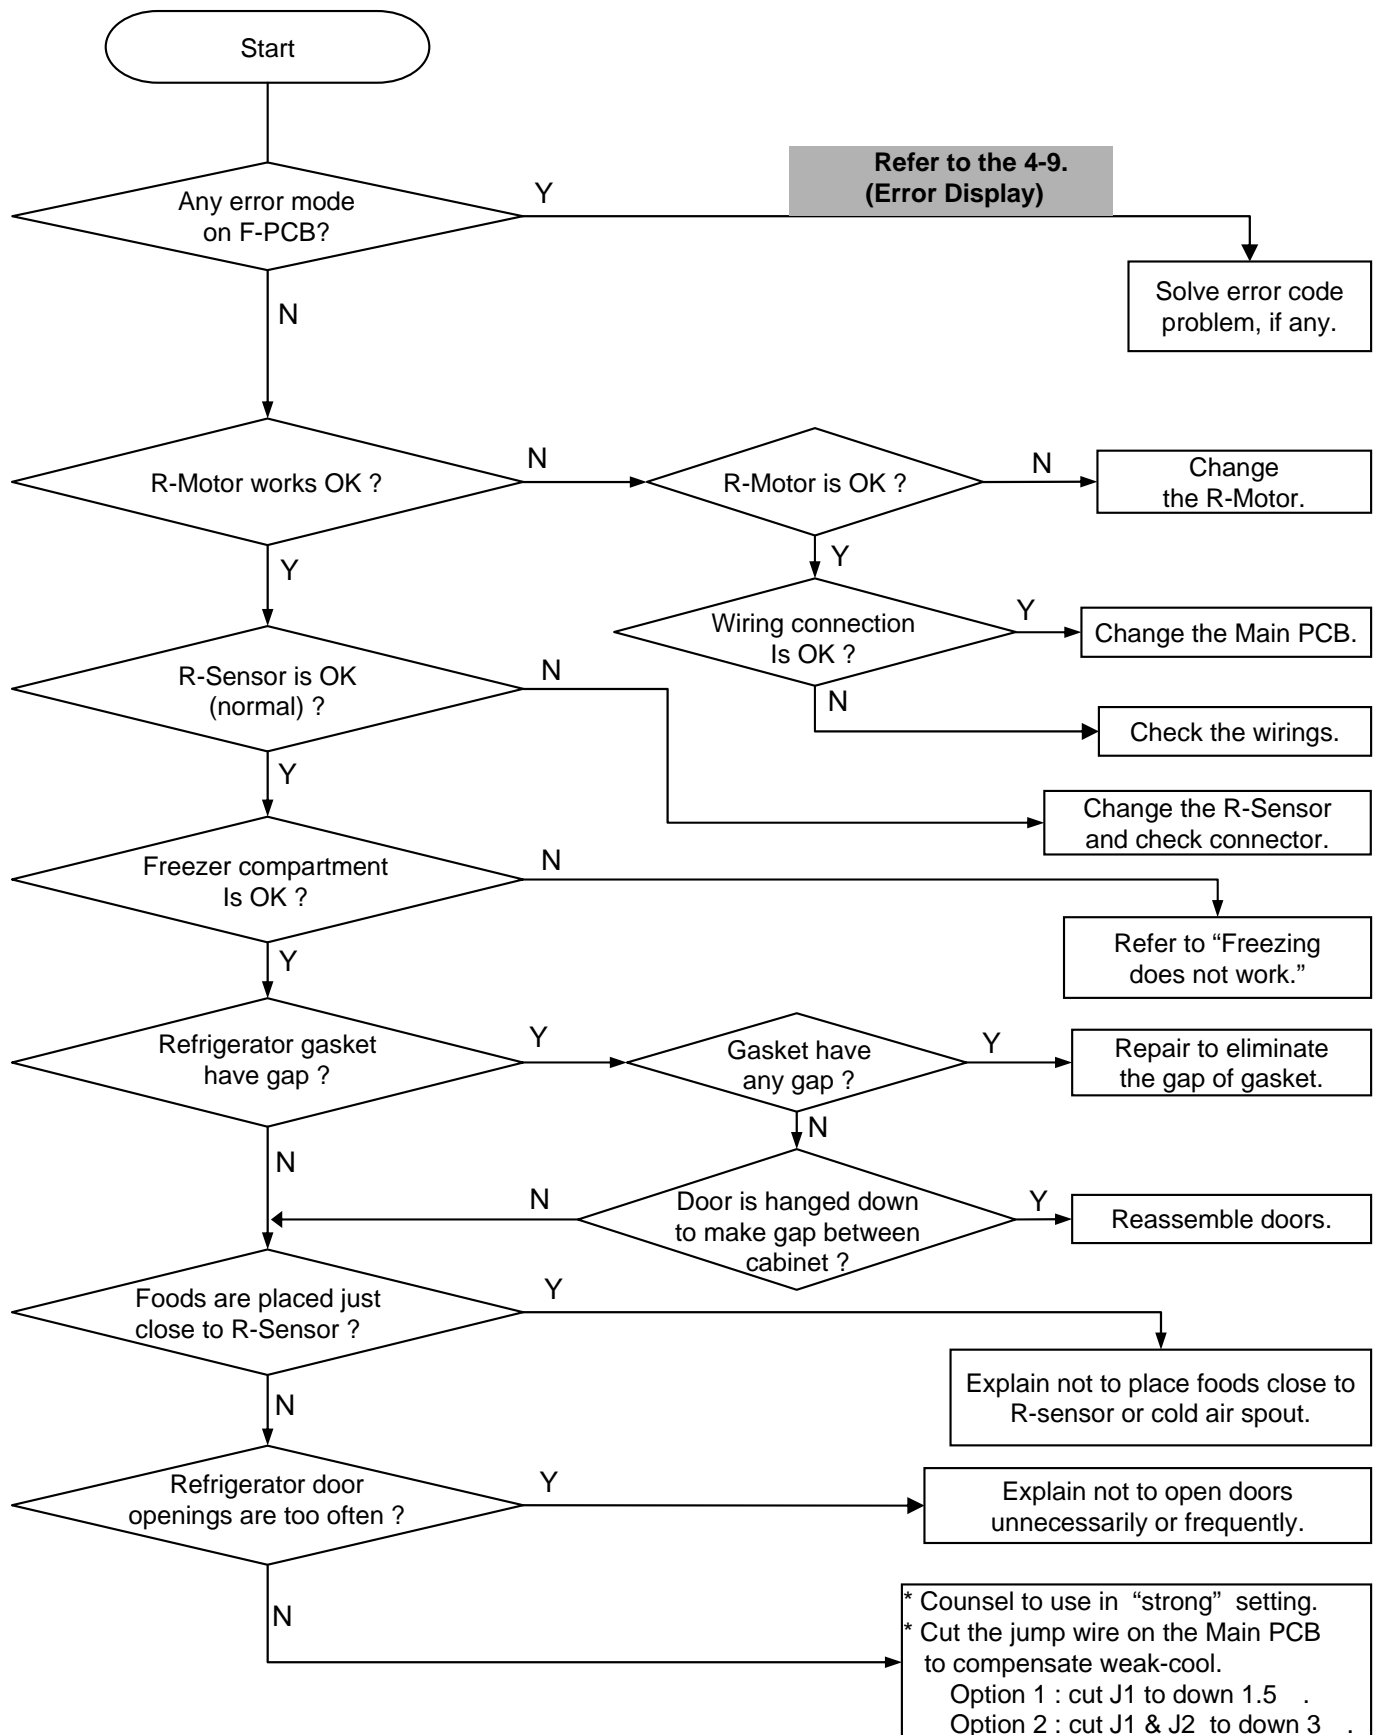 Start
Refer to the 4-9.
(Error Display)
Y
Any error mode
on F-PCB?
Solve error code
problem, if any.
N
R-Motor works OK ?
N
R-Motor is OK ?
N
Change
the R-Motor.
Y
Y
Wiring connection
Is OK ?
Y
Change the Main PCB.
R-Sensor is OK
(normal) ?
N
N
Check the wirings.
Y
Change the R-Sensor
and check connector.
Freezer compartment
Is OK ?
N
Refer to “Freezing
does not work.”
Y
Refrigerator gasket
have gap ?
Y
Gasket have
any gap ?
Y
Repair to eliminate
the gap of gasket.
N
N
Door is hanged down
to make gap between
cabinet ?
N
Y
Reassemble doors.
Foods are placed just
close to R-Sensor ?
Y
Explain not to place foods close to
R-sensor or cold air spout.
N
Refrigerator door
openings are too often ?
Y
Explain not to open doors
unnecessarily or frequently.
N
* Counsel to use in “strong” setting.
* Cut the jump wire on the Main PCB
to compensate weak-cool.
Option 1 : cut J1 to down 1.5 .
Option 2 : cut J1 & J2 to down 3 .